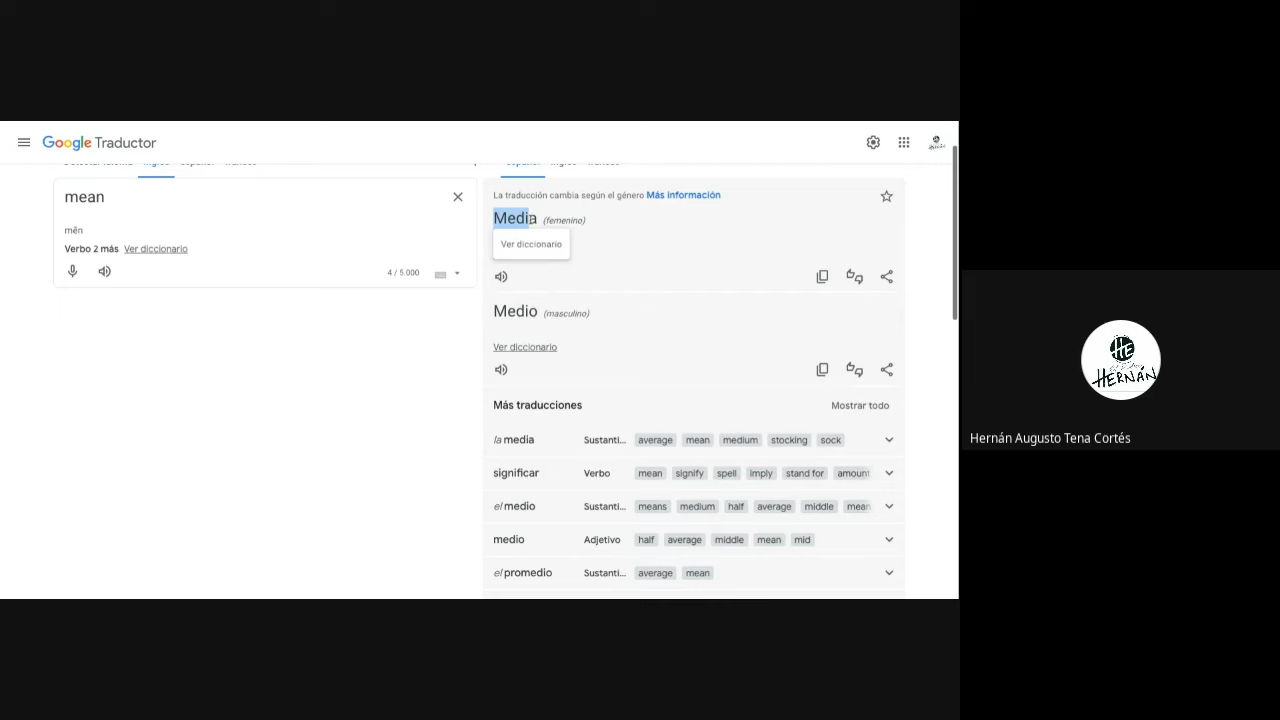 Google Traductor
mean
mēn
Verbo 2 más Ver diccionario
4 / 5.000
La traducción cambia según el género Más información
Media (femenino)
Ver diccionario
Medio (masculino)
Ver diccionario
Más traducciones Mostrar todo
la media Sustanti... average mean medium stocking sock
significar Verbo mean signify spell imply stand for amount
el medio Sustanti... means medium half average middle mean
medio Adjetivo half average middle mean mid
el promedio Sustanti... average mean
HE
HERNÁN
Hernán Augusto Tena Cortés